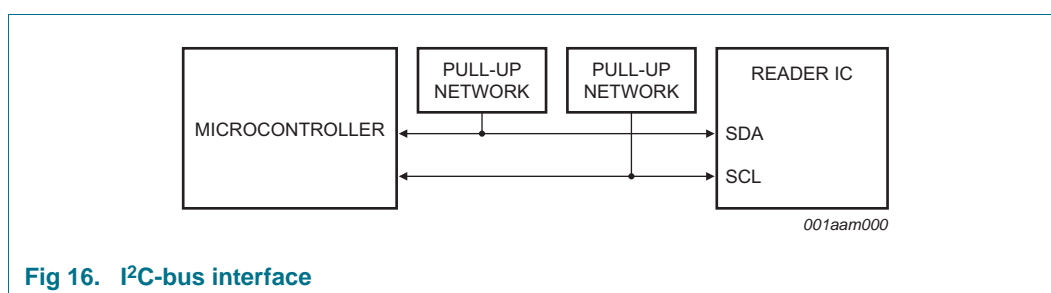 PULL-UP
NETWORK
PULL-UP
NETWORK
READER IC
MICROCONTROLLER
SDA
SCL
001aam000
Fig 16. I²C-bus interface